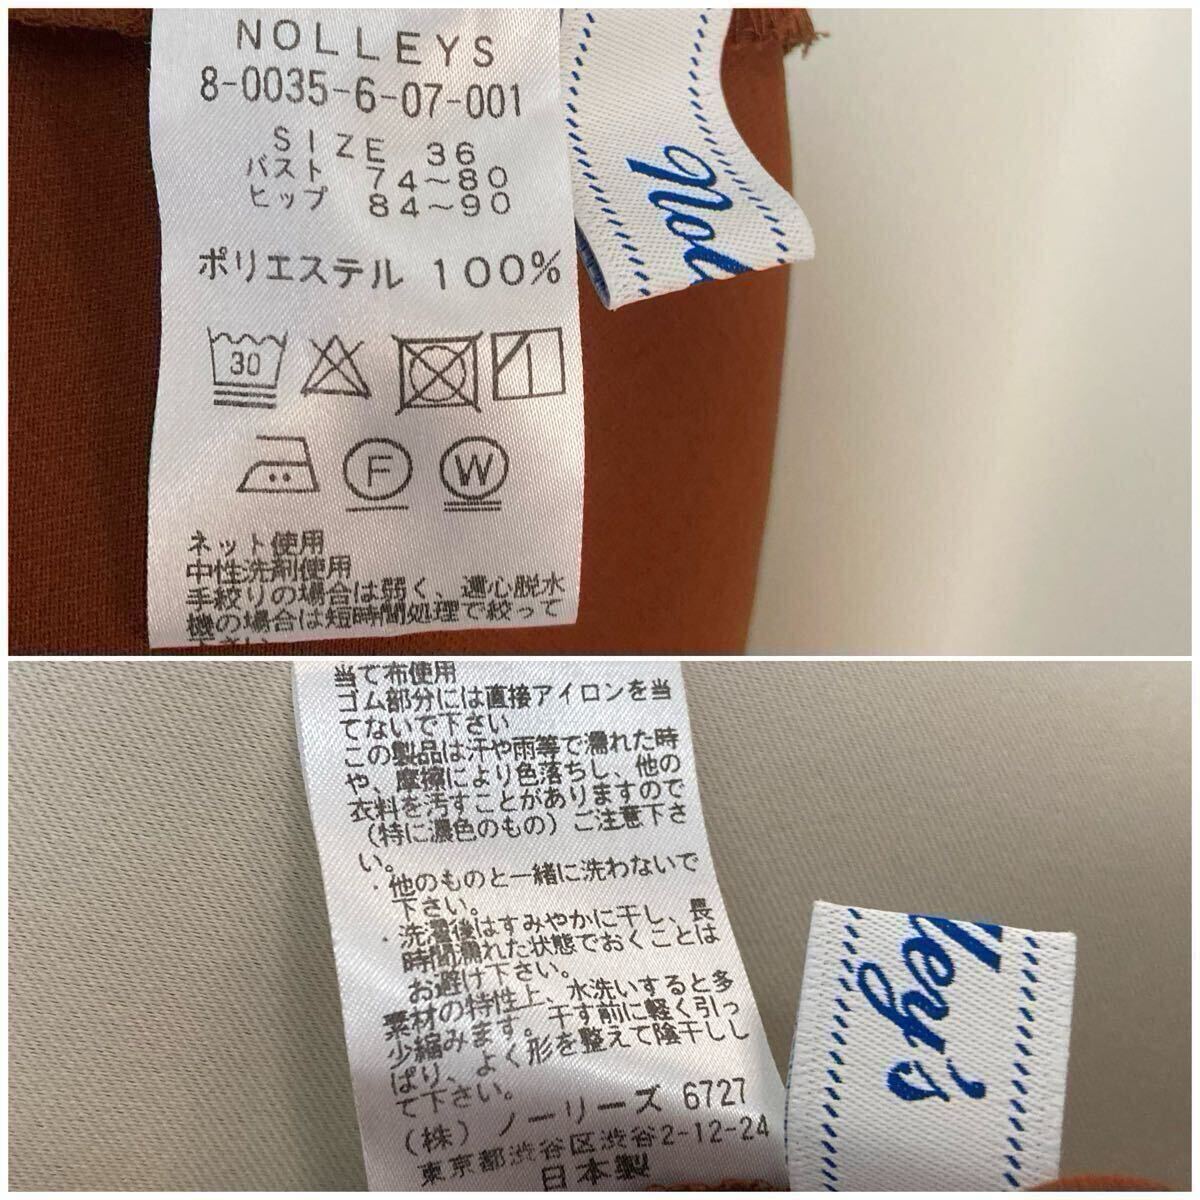 NOLLEYS
8-0035-6-07-001
SIZE 36
バスト 74~80
ヒップ 84~90
ポリエステル 100%
30
F
W
ネット使用
中性洗剤使用
手絞りの場合は弱く、遠心脱水
機の場合は短時間処理で絞って
下さい
Nol
当て布使用
ゴム部分には直接アイロンを当
てないで下さい
この製品は汗や雨等で濡れた時
や、摩擦により色落ちし、他の
衣料を汚すことがありますので
(特に濃色のもの)ご注意下さ
い。
・他のものと一緒に洗わないで
下さい。
・洗濯後はすみやかに干し、長
時間濡れた状態でおくことは
お避け下さい。
素材の特性上、水洗いすると多
少縮みます。干す前に軽く引っ
ぱり、よく形を整えて陰干しし
て下さい。
(株)ノーリーズ 6727
東京都渋谷区渋谷2-12-24
日本製
ley's